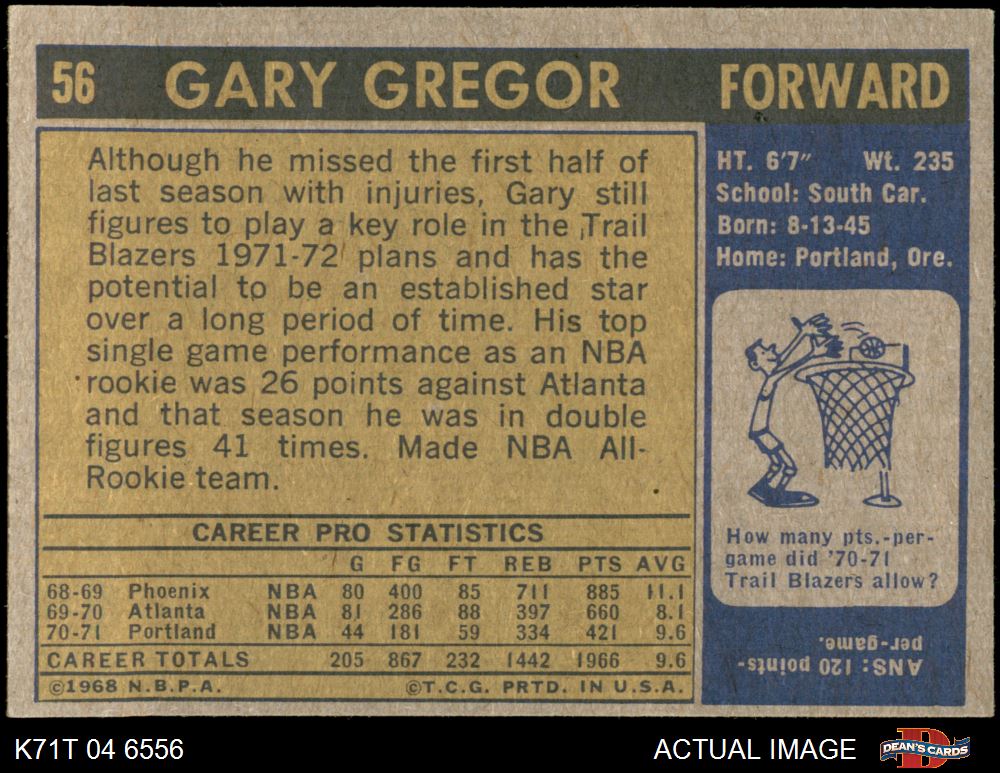 56 GARY GREGOR FORWARD
Although he missed the first half of
last season with injuries, Gary still
figures to play a key role in the Trail
Blazers 1971-72 plans and has the
potential to be an established star
over a long period of time. His top
single game performance as an NBA
rookie was 26 points against Atlanta
and that season he was in double
figures 41 times. Made NBA All-
Rookie team.
CAREER PRO STATISTICS
G FG FT REB PTS AVG
68-69 Phoenix NBA 80 400 85 711 885 11.1
69-70 Atlanta NBA 81 286 88 397 660 8.1
70-71 Portland NBA 44 181 59 334 421 9.6
CAREER TOTALS 205 867 232 1442 1966 9.6
©1968 N.B.P.A. ©T.C.G. PRTD. IN U.S.A.
HT. 6'7" Wt. 235
School: South Car.
Born: 8-13-45
Home: Portland, Ore.
How many pts.-per-
game did '70-71
Trail Blazers allow?
ANS: 120 points-
per-game.
K71T 04 6556
ACTUAL IMAGE
DEAN'S CARDS